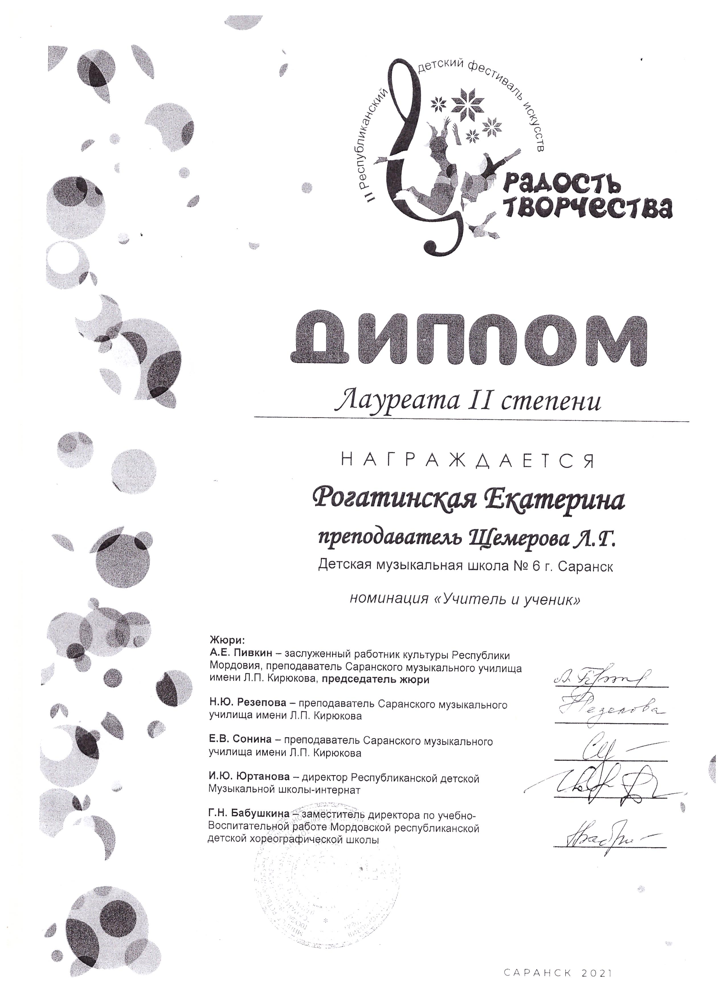 II Республиканский детский фестиваль искусств
Радость
творчества
ДИПЛОМ
Лауреата II степени
НАГРАЖДАЕТСЯ
Рогатинская Екатерина
преподаватель Щемерова Л.Г.
Детская музыкальная школа № 6 г. Саранск
номинация «Учитель и ученик»
Жюри:
А.Е. Пивкин – заслуженный работник культуры Республики
Мордовия, преподаватель Саранского музыкального училища
имени Л.П. Кирюкова, председатель жюри
Н.Ю. Резепова – преподаватель Саранского музыкального
училища имени Л.П. Кирюкова
Резепова
Е.В. Сонина – преподаватель Саранского музыкального
училища имени Л.П. Кирюкова
И.Ю. Юртанова – директор Республиканской детской
Музыкальной школы-интернат
Г.Н. Бабушкина – заместитель директора по учебно-
Воспитательной работе Мордовской республиканской
детской хореографической школы
САРАНСК 2021